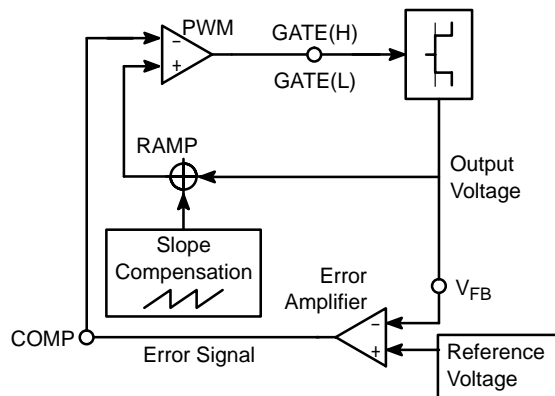 PWM
−
+
GATE(H)
GATE(L)
RAMP
Output
Voltage
Slope
Compensation
Error
Amplifier
VFB
−
+
COMP
Error Signal
Reference
Voltage